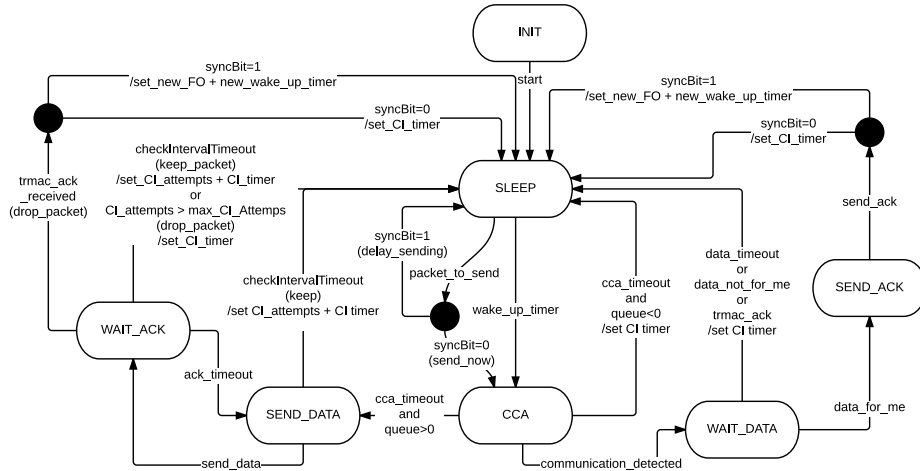 INIT
start
syncBit=1
/set_new_FO + new_wake_up_timer
syncBit=1
/set_new_FO + new_wake_up_timer
syncBit=0
/set_CI_timer
syncBit=0
/set_CI_timer
trmac_ack
_received
(drop_packet)
checkIntervalTimeout
(keep_packet)
/set_CI_attempts + CI_timer
or
CI_attempts > max_CI_Attemps
(drop_packet)
/set_CI_timer
SLEEP
send_ack
syncBit=1
(delay_sending)
packet_to_send
checkIntervalTimeout
(keep)
/set CI_attempts + CI timer
cca_timeout
and
queue<0
/set CI timer
data_timeout
or
data_not_for_me
or
trmac_ack
/set CI timer
SEND_ACK
WAIT_ACK
wake_up_timer
syncBit=0
(send_now)
ack_timeout
SEND_DATA
cca_timeout
and
queue>0
CCA
WAIT_DATA
data_for_me
send_data
communication_detected